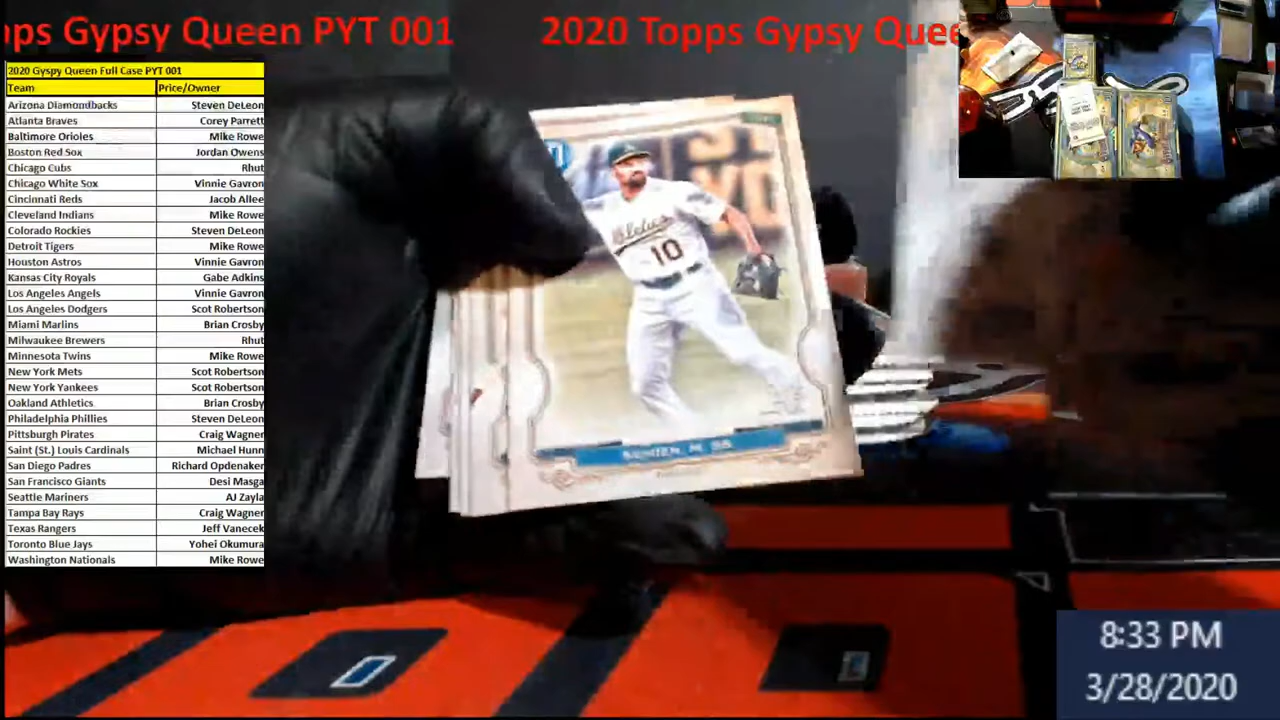 ps Gypsy Queen PYT 001 2020 Topps Gypsy Quee
2020 Gyspy Queen Full Case PYT 001
Team Price/Owner
Arizona Diamondbacks Steven DeLeon
Atlanta Braves Corey Parrett
Baltimore Orioles Mike Rowe
Boston Red Sox Jordan Owens
Chicago Cubs Rhut
Chicago White Sox Vinnie Gavron
Cincinnati Reds Jacob Allee
Cleveland Indians Mike Rowe
Colorado Rockies Steven DeLeon
Detroit Tigers Mike Rowe
Houston Astros Vinnie Gavron
Kansas City Royals Gabe Adkins
Los Angeles Angels Vinnie Gavron
Los Angeles Dodgers Scot Robertson
Miami Marlins Brian Crosby
Milwaukee Brewers Rhut
Minnesota Twins Mike Rowe
New York Mets Scot Robertson
New York Yankees Scot Robertson
Oakland Athletics Brian Crosby
Philadelphia Phillies Steven DeLeon
Pittsburgh Pirates Craig Wagner
Saint (St.) Louis Cardinals Michael Hunn
San Diego Padres Richard Opdenaker
San Francisco Giants Desi Masga
Seattle Mariners AJ Zayla
Tampa Bay Rays Craig Wagner
Texas Rangers Jeff Vanecek
Toronto Blue Jays Yohei Okumura
Washington Nationals Mike Rowe
10
8:33 PM
3/28/2020